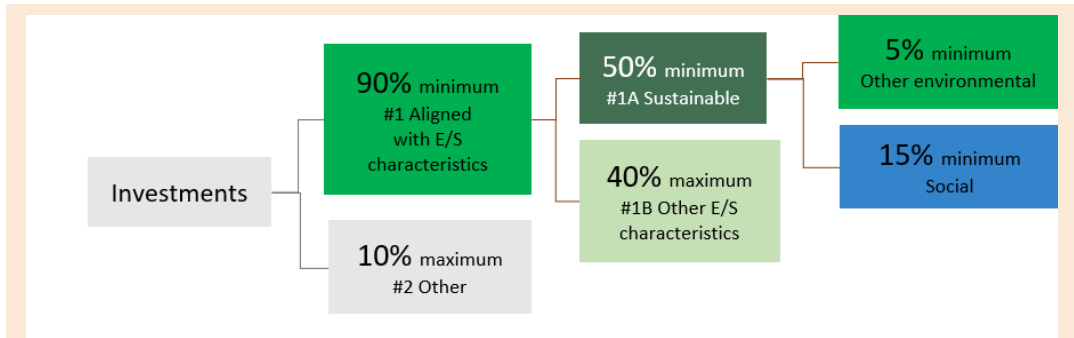 Investments
90% minimum
#1 Aligned
with E/S
characteristics
10% maximum
#2 Other
50% minimum
#1A Sustainable
40% maximum
#1B Other E/S
characteristics
5% minimum
Other environmental
15% minimum
Social